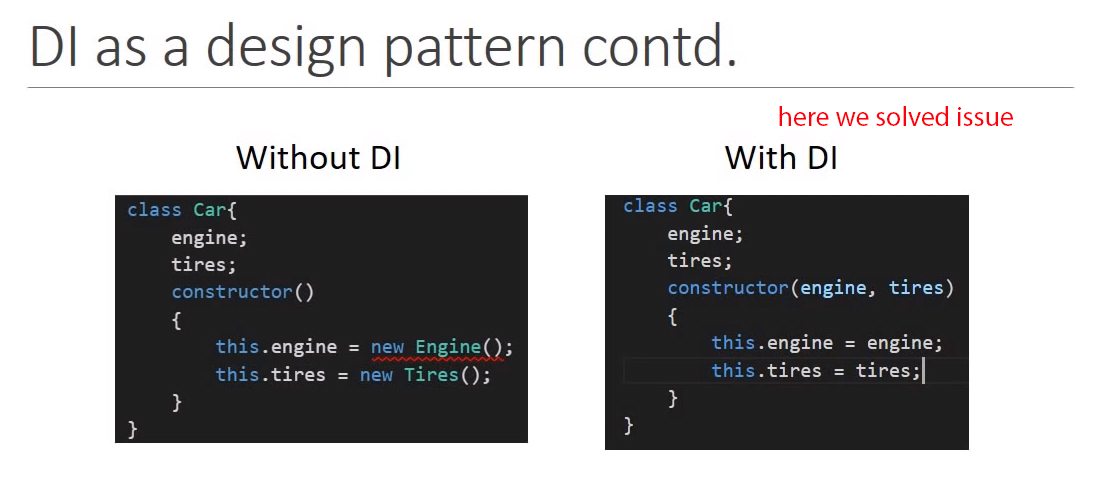 DI as a design pattern contd.
here we solved issue
Without DI
class Car{
engine;
tires;
constructor()
{
this.engine = new Engine();
this.tires = new Tires();
}
}
With DI
class Car{
engine;
tires;
constructor(engine, tires)
{
this.engine = engine;
this.tires = tires;
}
}